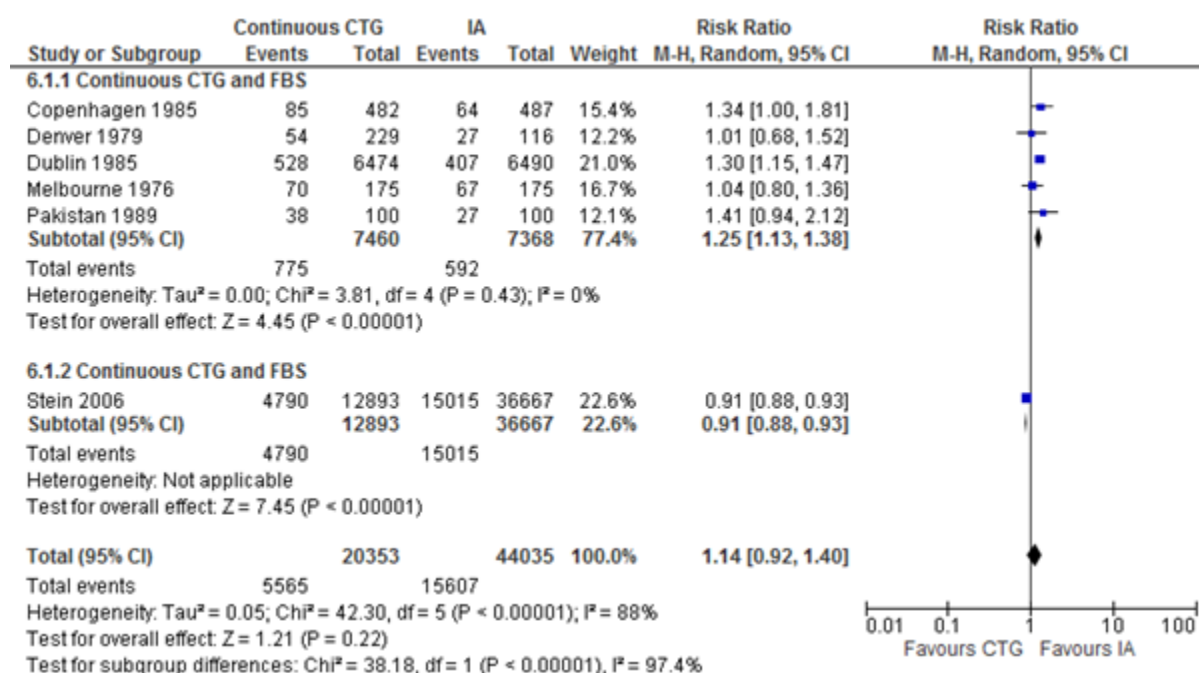 Continuous CTG IA Risk Ratio Risk Ratio
Study or Subgroup Events Total Events Total Weight M-H, Random, 95% CI M-H, Random, 95% CI
6.1.1 Continuous CTG and FBS
Copenhagen 1985 85 482 64 487 15.4% 1.34 [1.00, 1.81]
Denver 1979 54 229 27 116 12.2% 1.01 [0.68, 1.52]
Dublin 1985 528 6474 407 6490 21.0% 1.30 [1.15, 1.47]
Melbourne 1976 70 175 67 175 16.7% 1.04 [0.80, 1.36]
Pakistan 1989 38 100 27 100 12.1% 1.41 [0.94, 2.12]
Subtotal (95% CI) 7460 7368 77.4% 1.25 [1.13, 1.38]
Total events 775 592
Heterogeneity: Tau² = 0.00; Chi² = 3.81, df = 4 (P = 0.43); I² = 0%
Test for overall effect: Z = 4.45 (P < 0.00001)
6.1.2 Continuous CTG and FBS
Stein 2006 4790 12893 15015 36667 22.6% 0.91 [0.88, 0.93]
Subtotal (95% CI) 12893 36667 22.6% 0.91 [0.88, 0.93]
Total events 4790 15015
Heterogeneity: Not applicable
Test for overall effect: Z = 7.45 (P < 0.00001)
Total (95% CI) 20353 44035 100.0% 1.14 [0.92, 1.40]
Total events 5565 15607
Heterogeneity: Tau² = 0.05; Chi² = 42.30, df = 5 (P < 0.00001); I² = 88%
Test for overall effect: Z = 1.21 (P = 0.22)
Test for subgroup differences: Chi² = 38.18, df = 1 (P < 0.00001), I² = 97.4%
0.01 0.1 1 10 100
Favours CTG Favours IA